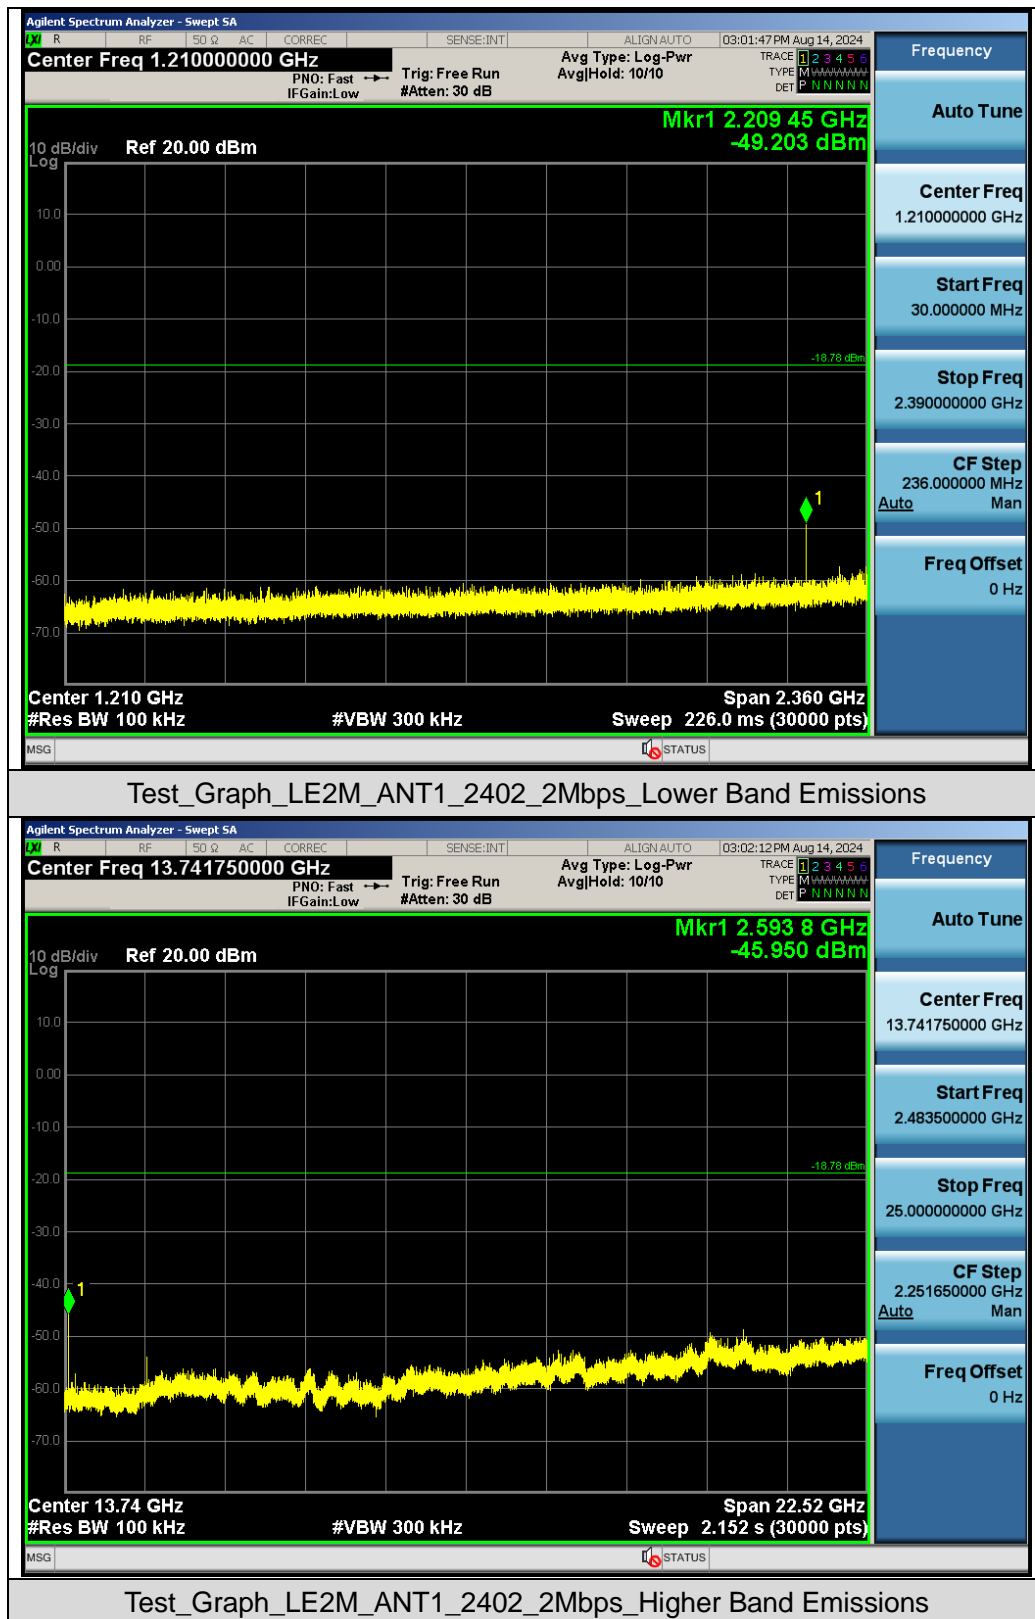 Agilent Spectrum Analyzer - Swept SA
LXI R RF 50 Ω AC CORREC SENSE:INT ALIGN AUTO 03:01:47 PM Aug 14, 2024
Center Freq 1.210000000 GHz
PNO: Fast
IFGain:Low
Trig: Free Run
#Atten: 30 dB
Avg Type: Log-Pwr
Avg|Hold: 10/10
TRACE 1 2 3 4 5 6
TYPE M WWWWW
DET P N N N N N
Mkr1 2.209 45 GHz
-49.203 dBm
10 dB/div Ref 20.00 dBm
Log
10.0
0.00
-10.0
-18.78 dBm
-20.0
-30.0
-40.0
1
-50.0
-60.0
-70.0
Center 1.210 GHz Span 2.360 GHz
#Res BW 100 kHz #VBW 300 kHz Sweep 226.0 ms (30000 pts)
MSG STATUS
Frequency
Auto Tune
Center Freq
1.210000000 GHz
Start Freq
30.000000 MHz
Stop Freq
2.390000000 GHz
CF Step
236.000000 MHz
Auto Man
Freq Offset
0 Hz
Test_Graph_LE2M_ANT1_2402_2Mbps_Lower Band Emissions
Agilent Spectrum Analyzer - Swept SA
LXI R RF 50 Ω AC CORREC SENSE:INT ALIGN AUTO 03:02:12 PM Aug 14, 2024
Center Freq 13.741750000 GHz
PNO: Fast
IFGain:Low
Trig: Free Run
#Atten: 30 dB
Avg Type: Log-Pwr
Avg|Hold: 10/10
TRACE 1 2 3 4 5 6
TYPE M WWWWW
DET P N N N N N
Mkr1 2.593 8 GHz
-45.950 dBm
10 dB/div Ref 20.00 dBm
Log
10.0
0.00
-10.0
-18.78 dBm
-20.0
-30.0
-40.0
1
-50.0
-60.0
-70.0
Center 13.74 GHz Span 22.52 GHz
#Res BW 100 kHz #VBW 300 kHz Sweep 2.152 s (30000 pts)
MSG STATUS
Frequency
Auto Tune
Center Freq
13.741750000 GHz
Start Freq
2.483500000 GHz
Stop Freq
25.000000000 GHz
CF Step
2.251650000 GHz
Auto Man
Freq Offset
0 Hz
Test_Graph_LE2M_ANT1_2402_2Mbps_Higher Band Emissions